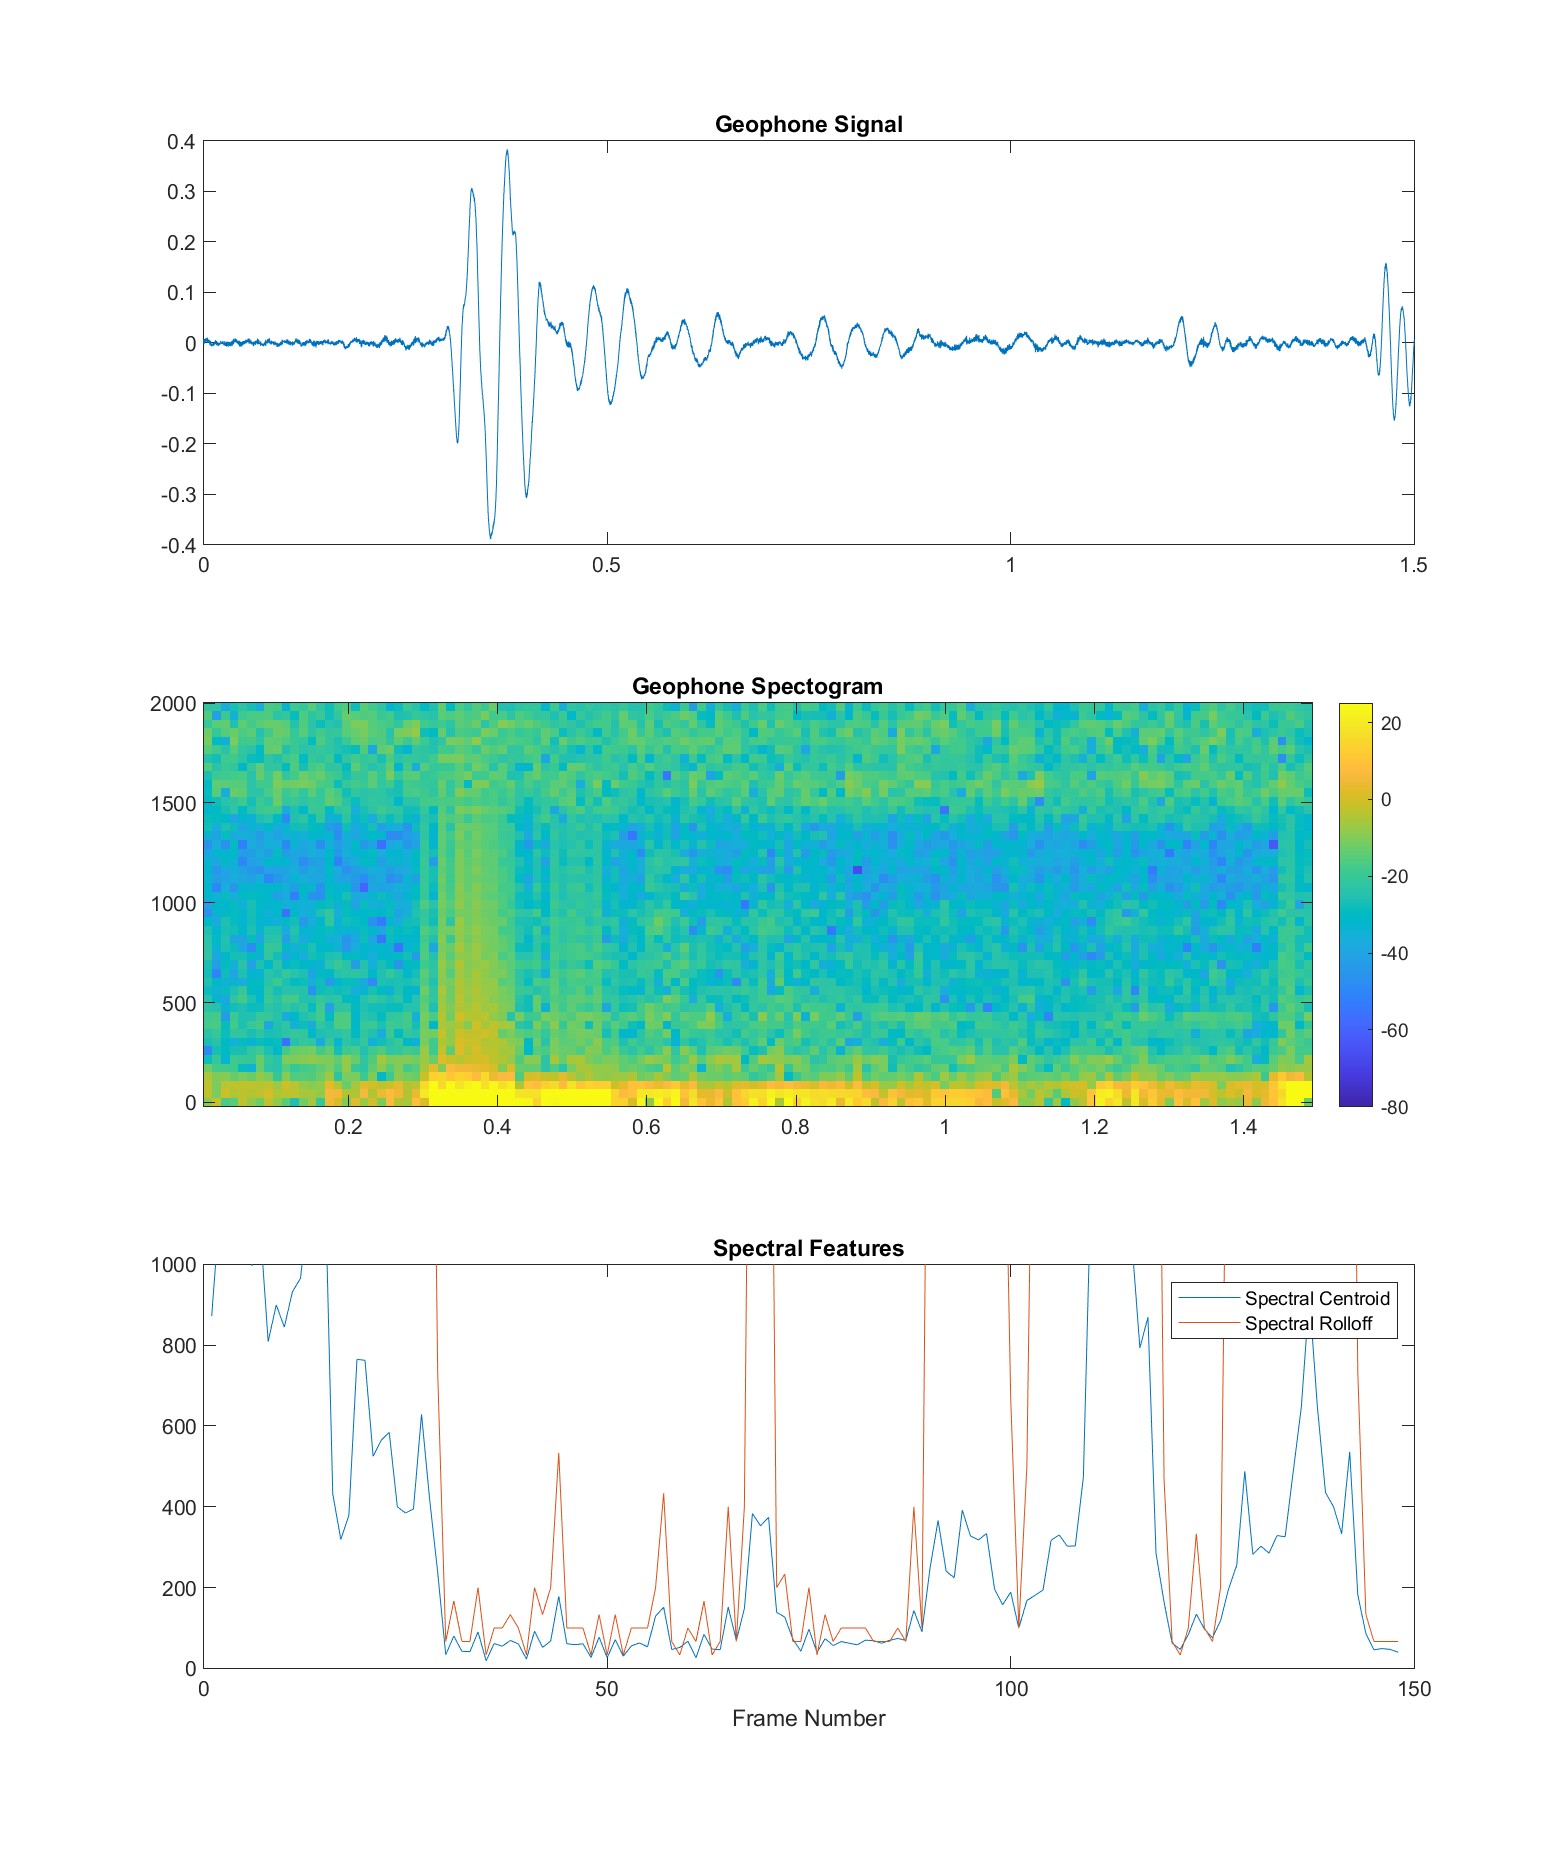 Geophone Signal
0.4
0.3
0.2
0.1
0
-0.1
-0.2
-0.3
-0.4
0 0.5 1 1.5
Geophone Spectogram
2000
1500
1000
500
0
0.2 0.4 0.6 0.8 1 1.2 1.4
20
0
-20
-40
-60
-80
Spectral Features
1000
800
600
400
200
0
Spectral Centroid
Spectral Rolloff
0 50 100 150
Frame Number